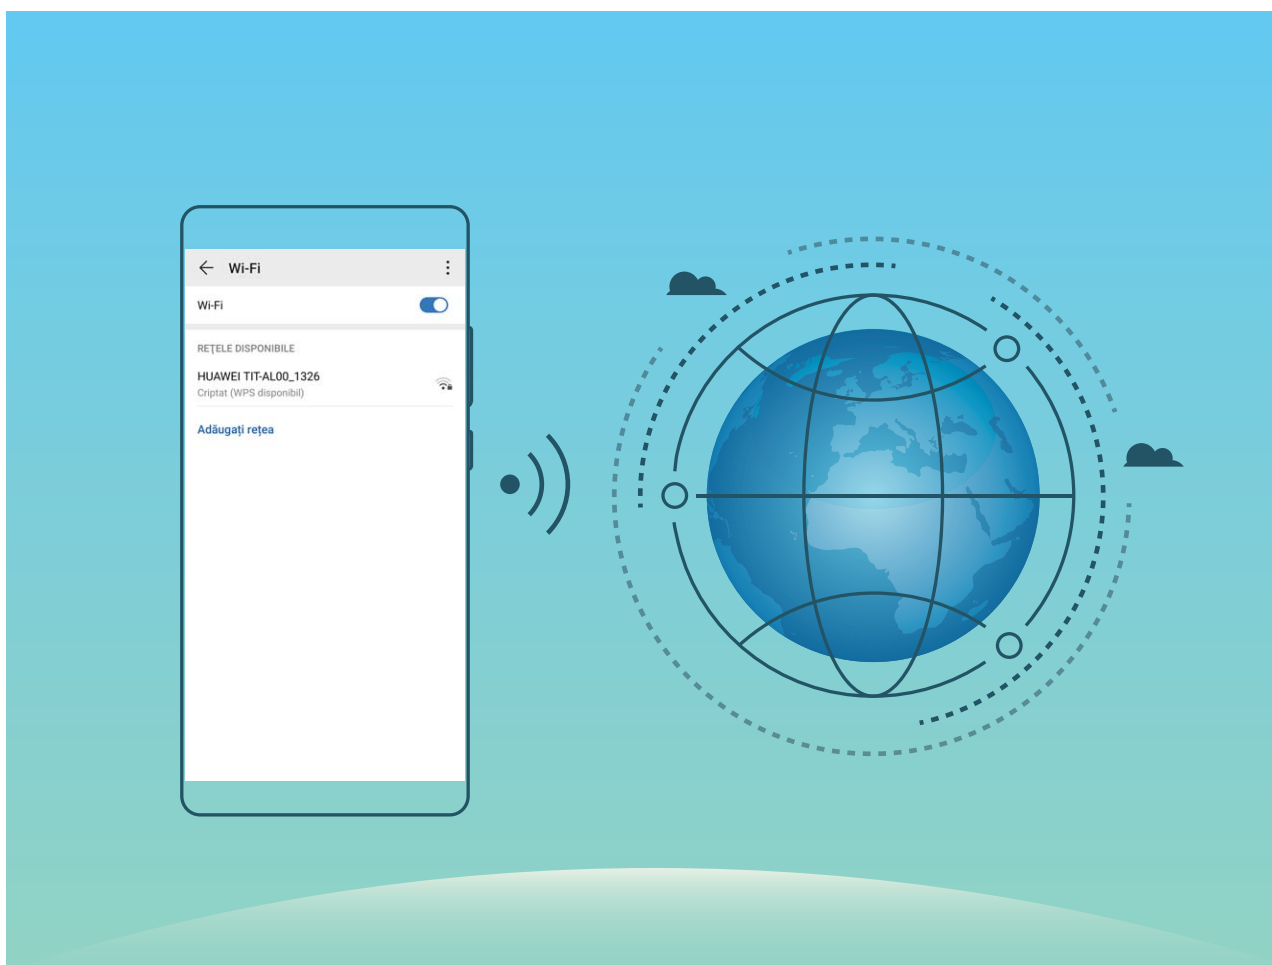 Wi-Fi
Wi-Fi
REȚELE DISPONIBILE
HUAWEI TIT-AL00_1326
Criptat (WPS disponibil)
Adăugați rețea